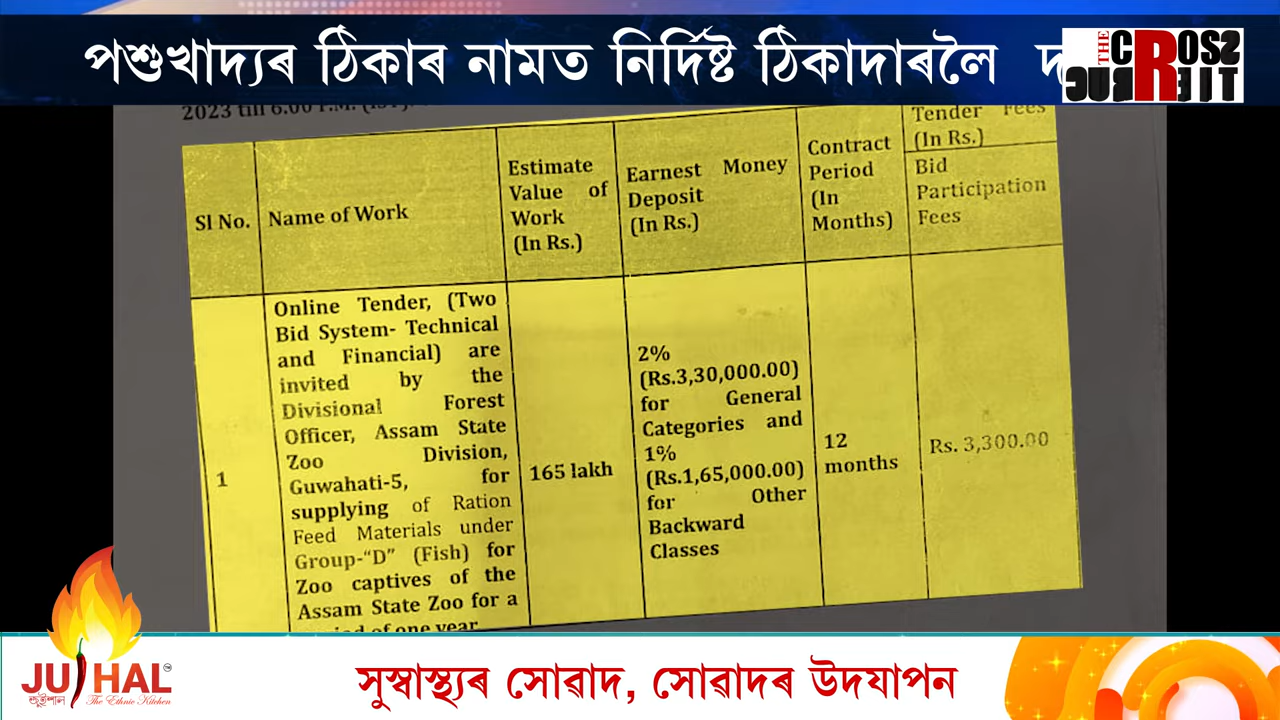 পশুখাদ্যৰ ঠিকাৰ নামত নিৰ্দিষ্ট ঠিকাদাৰলৈ
THE CROSS CURRENT
2023 till 6.00 P.M.
Sl No.
Name of Work
Estimate
Value of
Work
(In Rs.)
Earnest Money
Deposit
(In Rs.)
Contract
Period
(In
Months)
Tender Fees
(In Rs.)
Bid
Participation
Fees
1
Online Tender, (Two
Bid System- Technical
and Financial) are
invited by the
Divisional Forest
Officer, Assam State
Zoo Division,
Guwahati-5, for
supplying of Ration
Feed Materials under
Group-“D” (Fish) for
Zoo captives of the
Assam State Zoo for a
of one year
165 lakh
2%
(Rs.3,30,000.00)
for General
Categories and
1%
(Rs.1,65,000.00)
for Other
Backward
Classes
12
months
Rs. 3,300.00
JUHAL
জুইশাল The Ethnic Kitchen
সুস্বাস্থ্যৰ সোৱাদ, সোৱাদৰ উদযাপন